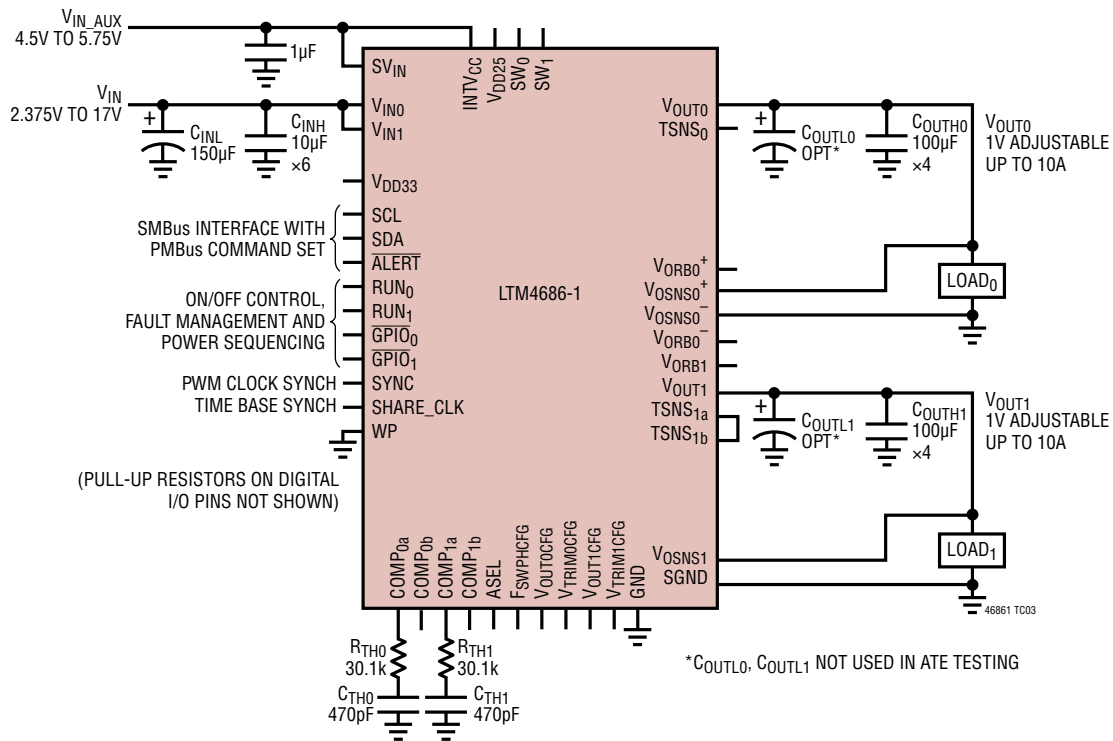 VIN_AUX
4.5V TO 5.75V
1µF
VIN
2.375V TO 17V
+
CINL
150µF
CINH
10µF
×6
SVIN
VIN0
VIN1
VDD33
SMBus INTERFACE WITH
PMBus COMMAND SET
SCL
SDA
ALERT
ON/OFF CONTROL,
FAULT MANAGEMENT AND
POWER SEQUENCING
RUN0
RUN1
GPIO0
GPIO1
PWM CLOCK SYNCH
SYNC
TIME BASE SYNCH
SHARE_CLK
WP
(PULL-UP RESISTORS ON DIGITAL
I/O PINS NOT SHOWN)
INTVCC
VDD25
SW0
SW1
LTM4686-1
VOUT0
TSNS0
VORB0+
VOSNS0+
VOSNS0–
VORB0–
VORB1
VOUT1
TSNS1a
TSNS1b
VOSNS1
SGND
+
COUTL0
OPT*
COUTH0
100µF
×4
VOUT0
1V ADJUSTABLE
UP TO 10A
LOAD0
+
COUTL1
OPT*
COUTH1
100µF
×4
VOUT1
1V ADJUSTABLE
UP TO 10A
LOAD1
46861 TC03
COMP0a
COMP0b
COMP1a
COMP1b
ASEL
FSWPHCFG
VOUT0CFG
VTRIM0CFG
VOUT1CFG
VTRIM1CFG
GND
RTH0
30.1k
RTH1
30.1k
CTH0
470pF
CTH1
470pF
*COUTL0, COUTL1 NOT USED IN ATE TESTING